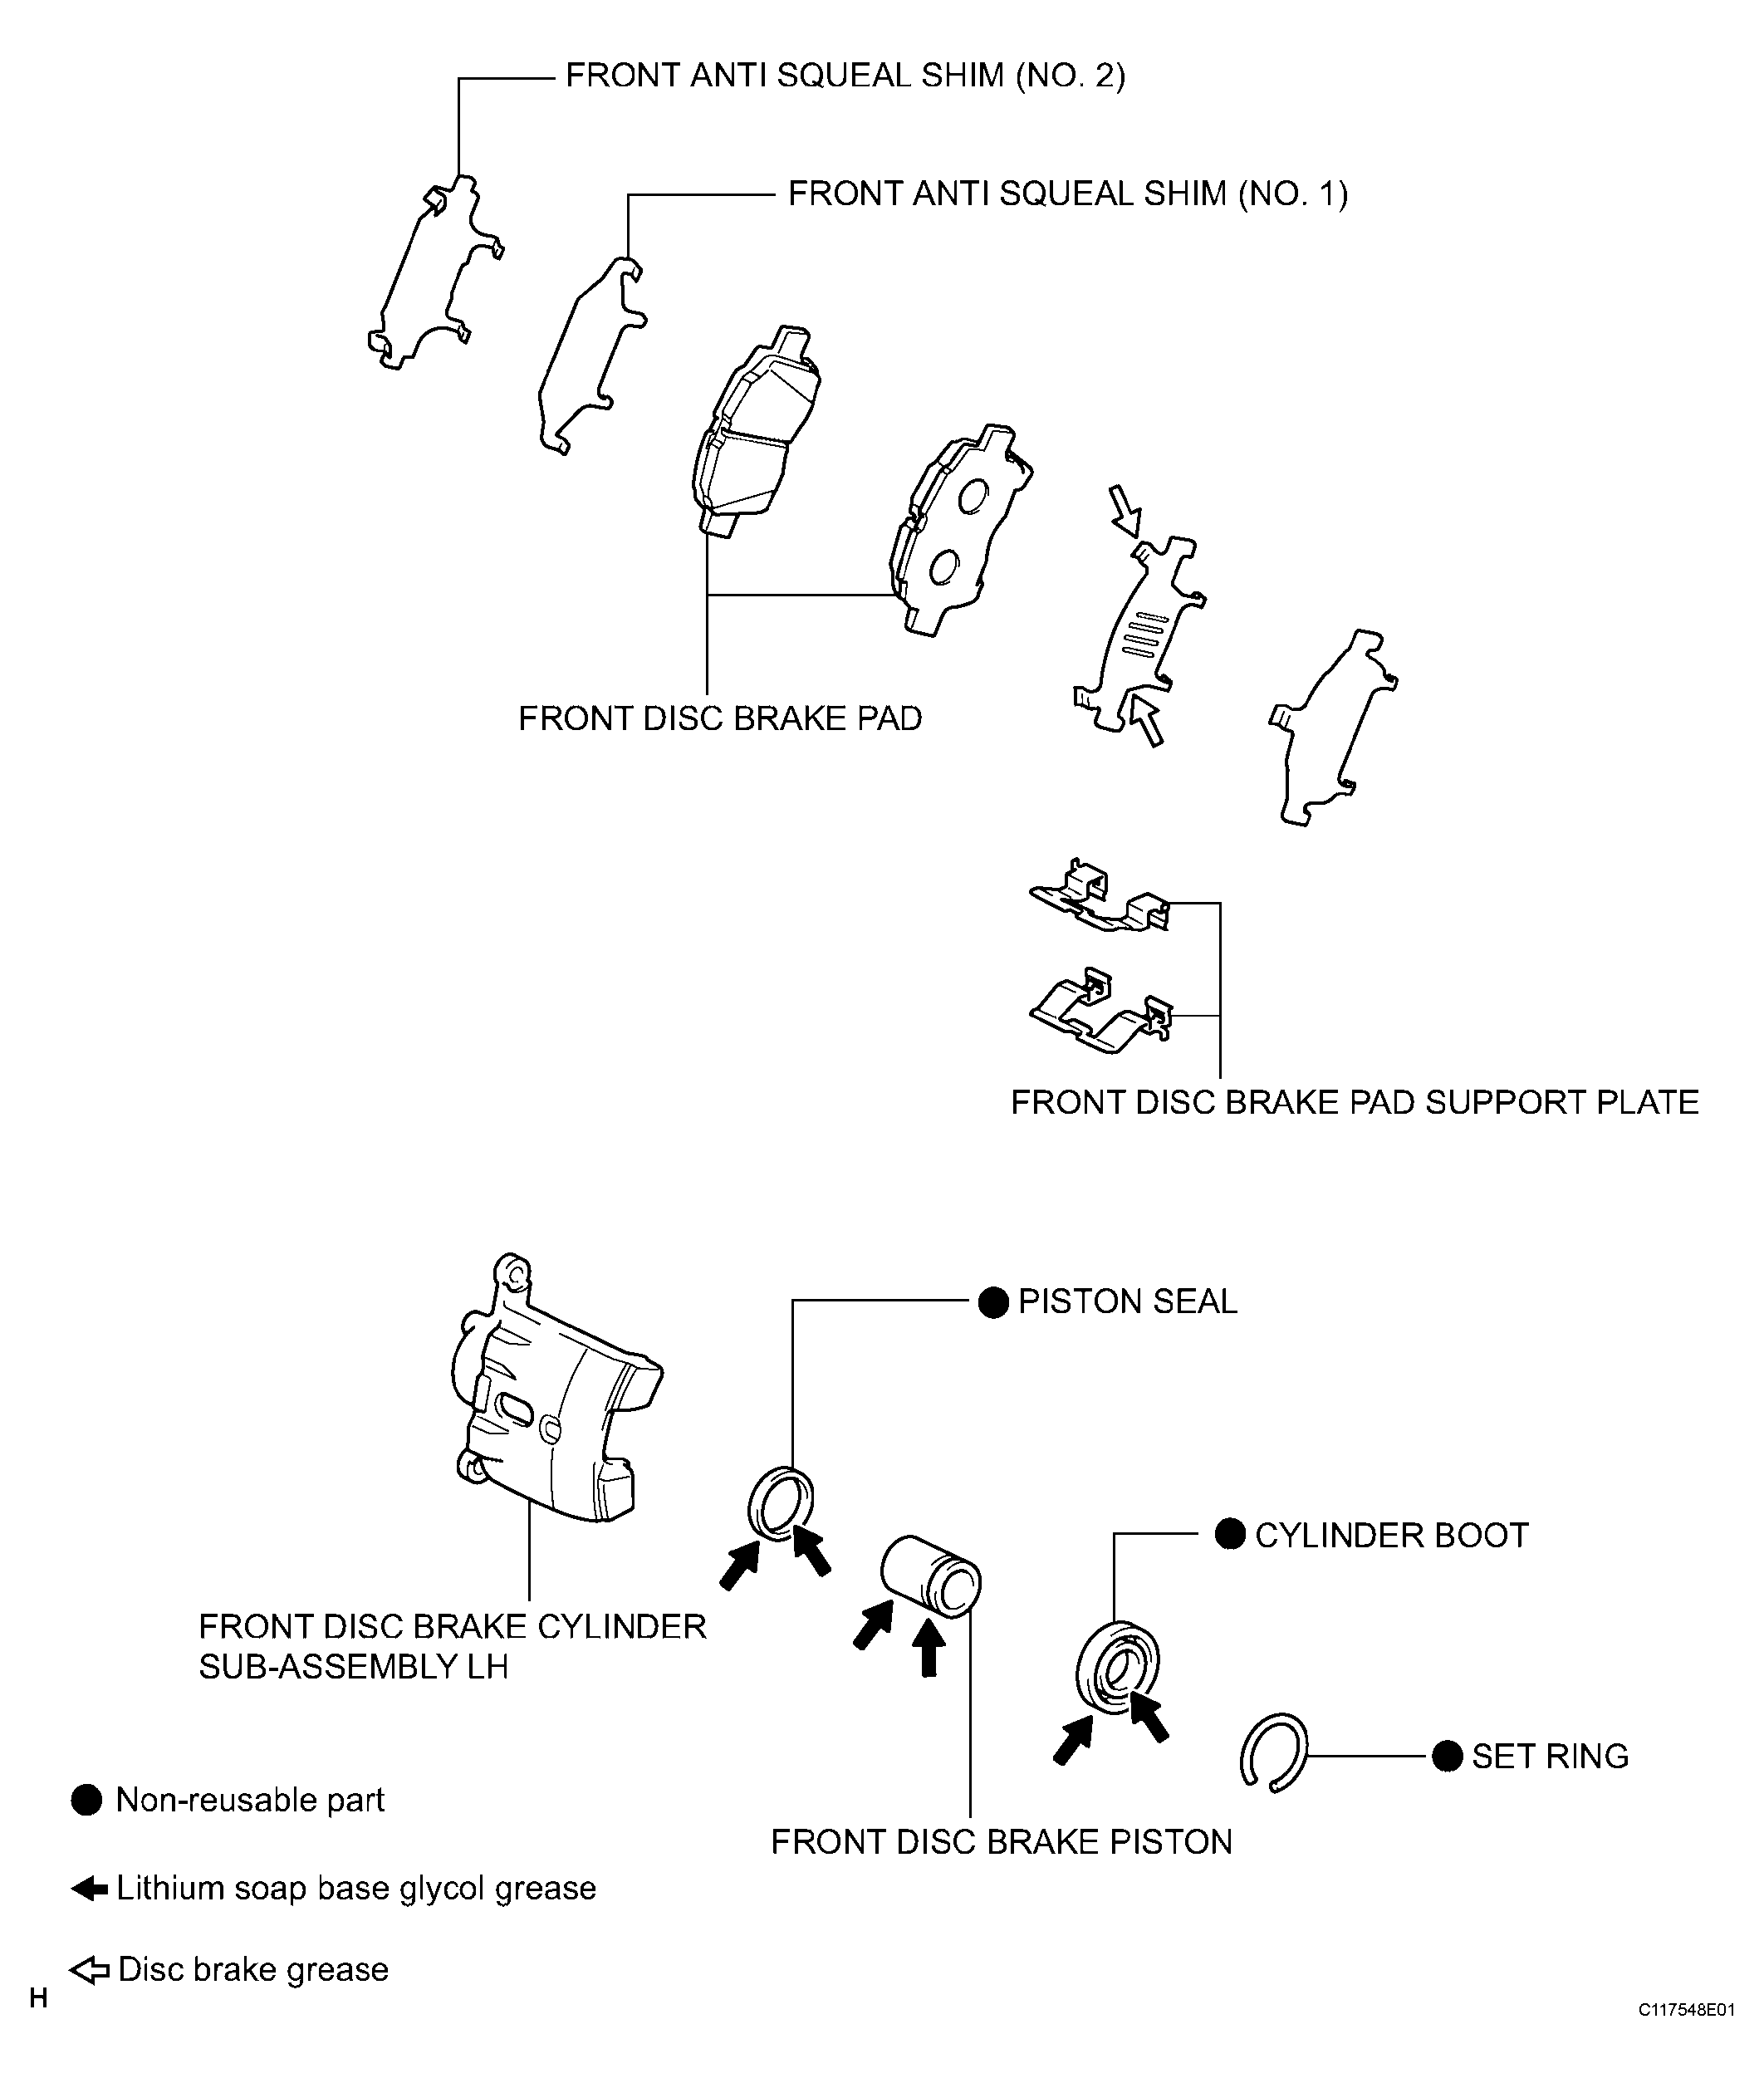 FRONT ANTI SQUEAL SHIM (NO. 2)
FRONT ANTI SQUEAL SHIM (NO. 1)
FRONT DISC BRAKE PAD
FRONT DISC BRAKE PAD SUPPORT PLATE
PISTON SEAL
CYLINDER BOOT
FRONT DISC BRAKE CYLINDER
SUB-ASSEMBLY LH
SET RING
FRONT DISC BRAKE PISTON
Non-reusable part
Lithium soap base glycol grease
Disc brake grease
H
C117548E01